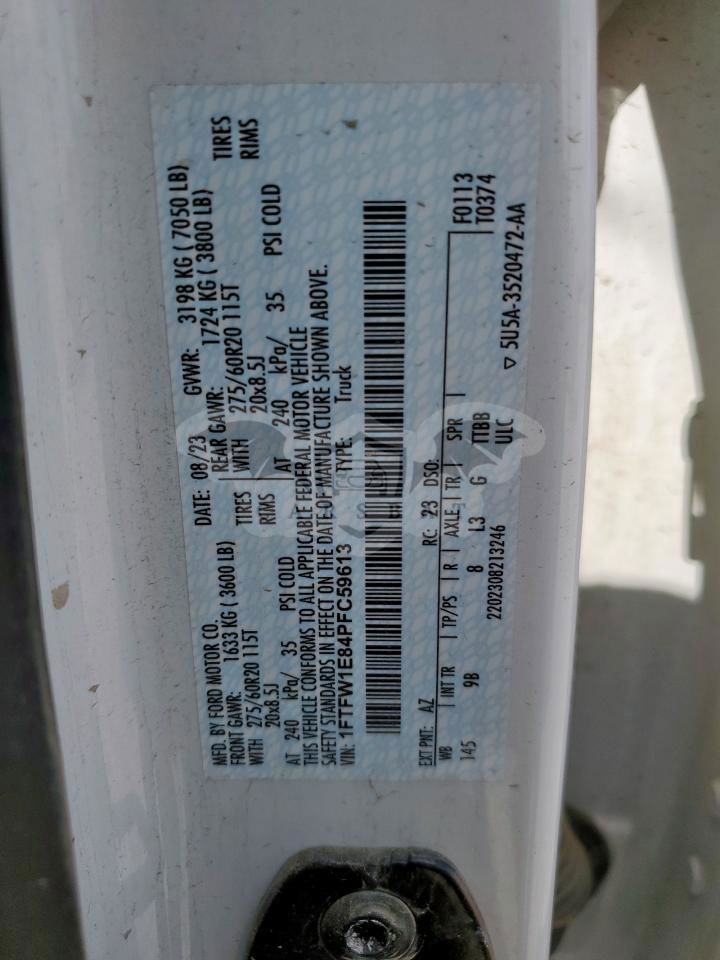 MFD. BY FORD MOTOR CO. DATE: 08/23 GVWR: 3198 KG ( 7050 LB)
FRONT GAWR: 1633 KG (3600 LB) REAR GAWR: 1724 KG ( 3800 LB)
WITH 275/60R20 115T TIRES WITH 275/60R20 115T TIRES
20x8.5J RIMS 20x8.5J RIMS
AT 240 kPa/ 35 PSI COLD AT 240 kPa/ 35 PSI COLD
THIS VEHICLE CONFORMS TO ALL APPLICABLE FEDERAL MOTOR VEHICLE
SAFETY STANDARDS IN EFFECT ON THE DATE OF MANUFACTURE SHOWN ABOVE.
VIN: 1FTFW1E84PFC59613 TYPE: Truck
EXT PNT: AZ RC: 23 DSO: F0113
WB INT TR TP/PS R AXLE TR SPR T0374
145 9B 8 L3 G TTBB
2202308213246 ULC ▽ 5U5A-3520472-AA